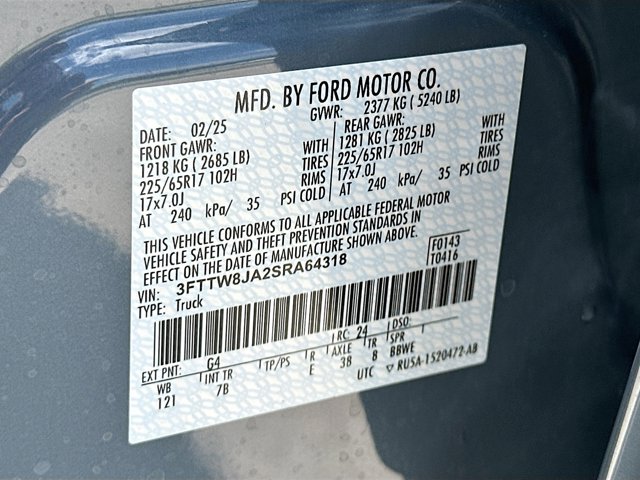 MFD. BY FORD MOTOR CO.
DATE: 02/25 GVWR: 2377 KG ( 5240 LB)
FRONT GAWR: REAR GAWR:
1218 KG ( 2685 LB) WITH 1281 KG ( 2825 LB) WITH
225/65R17 102H TIRES 225/65R17 102H TIRES
17x7.0J RIMS 17x7.0J RIMS
AT 240 kPa/ 35 PSI COLD AT 240 kPa/ 35 PSI COLD
THIS VEHICLE CONFORMS TO ALL APPLICABLE FEDERAL MOTOR
VEHICLE SAFETY AND THEFT PREVENTION STANDARDS IN
EFFECT ON THE DATE OF MANUFACTURE SHOWN ABOVE.
F0143
VIN: 3FTTW8JA2SRA64318 T0416
TYPE: Truck
EXT PNT: G4 RC: 24 DSO:
WB INT TR TP/PS R AXLE TR SPR
121 7B E 3B 8 BBWE
UTC ▽ RU5A-1520472-AB